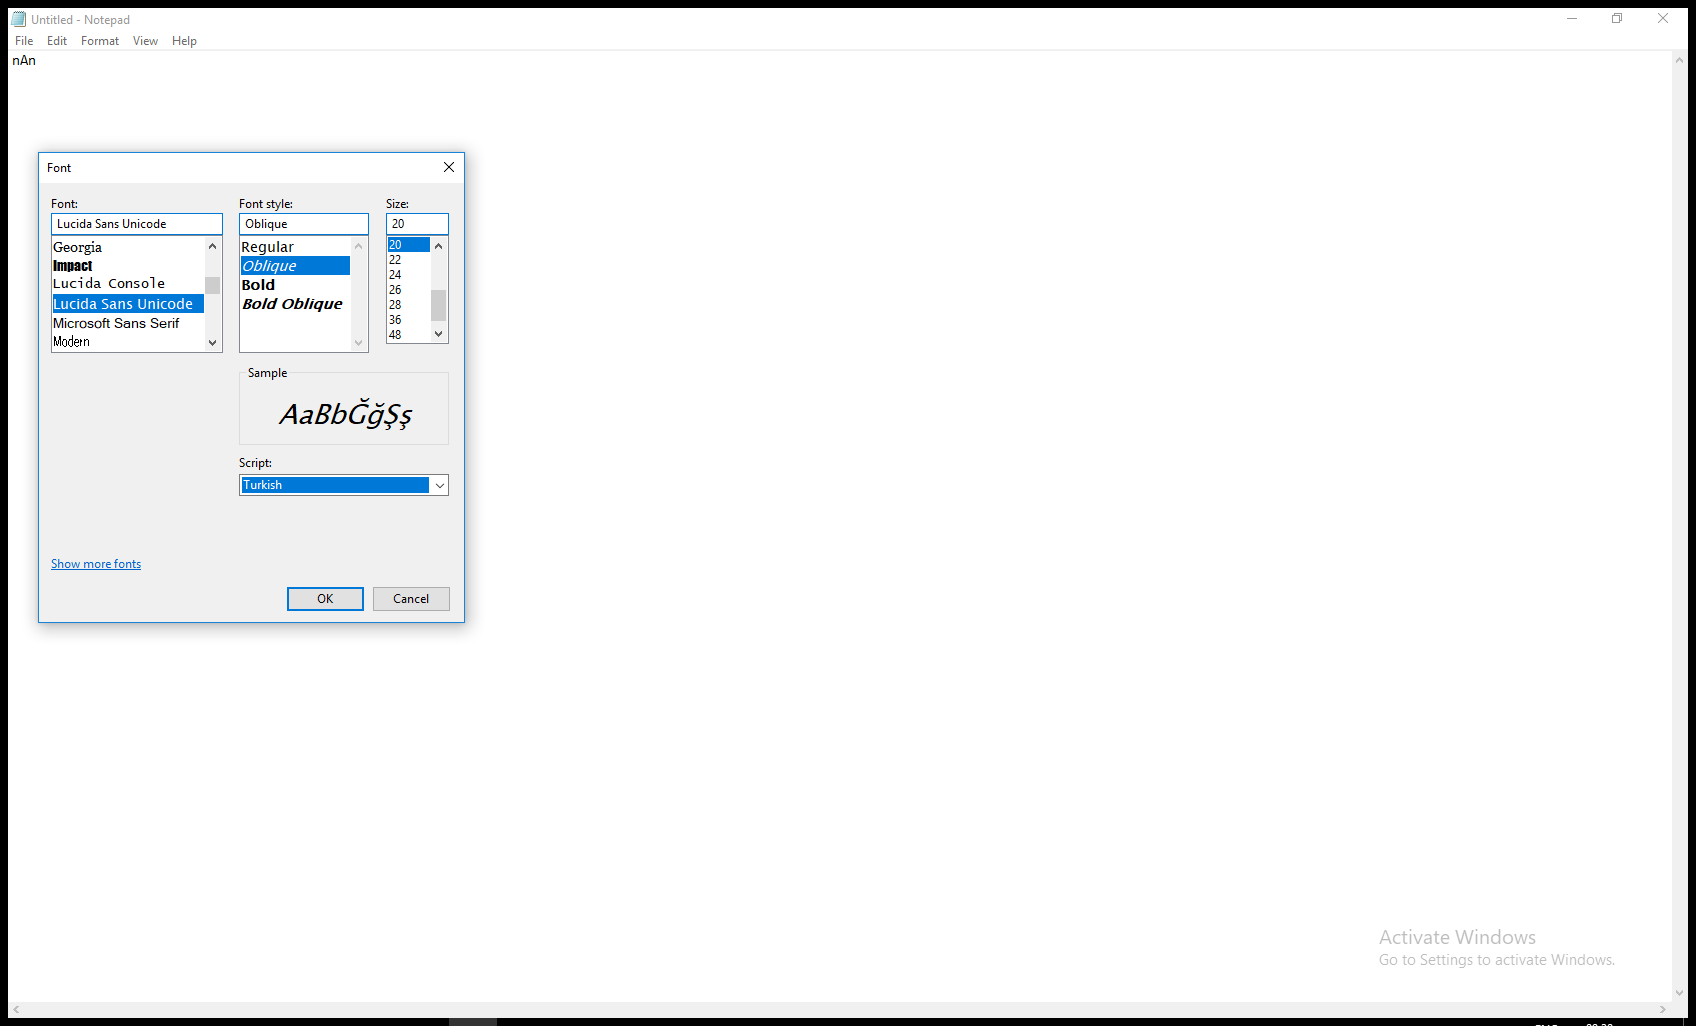 Untitled - Notepad
File Edit Format View Help
nAn
Font
Font: Font style: Size:
Lucida Sans Unicode Oblique 20
Georgia
Impact
Lucida Console
Lucida Sans Unicode
Microsoft Sans Serif
Modern
Regular
Oblique
Bold
Bold Oblique
20
22
24
26
28
36
48
Sample
AaBbĞğŞş
Script:
Turkish
Show more fonts
OK Cancel
Activate Windows
Go to Settings to activate Windows.